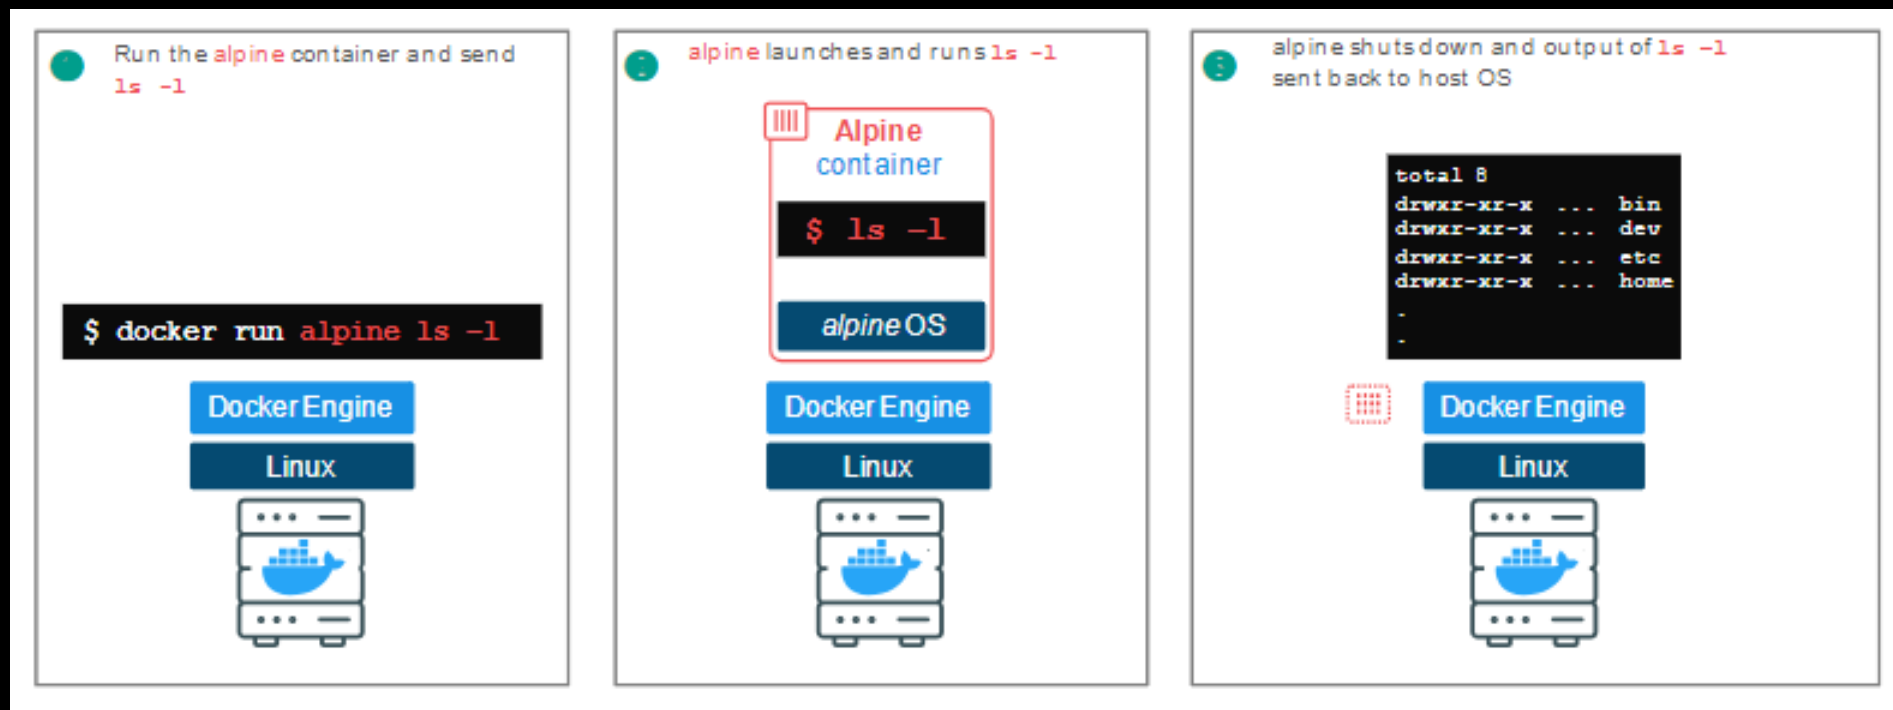 Run the alpine container and send
ls -l
$ docker run alpine ls -l
Docker Engine
Linux
alpine launches and runs ls -l
Alpine
container
$ ls -l
alpine OS
Docker Engine
Linux
alpine shuts down and output of ls -l
sent back to host OS
total 8
drwxr-xr-x ... bin
drwxr-xr-x ... dev
drwxr-xr-x ... etc
drwxr-xr-x ... home
.
.
Docker Engine
Linux